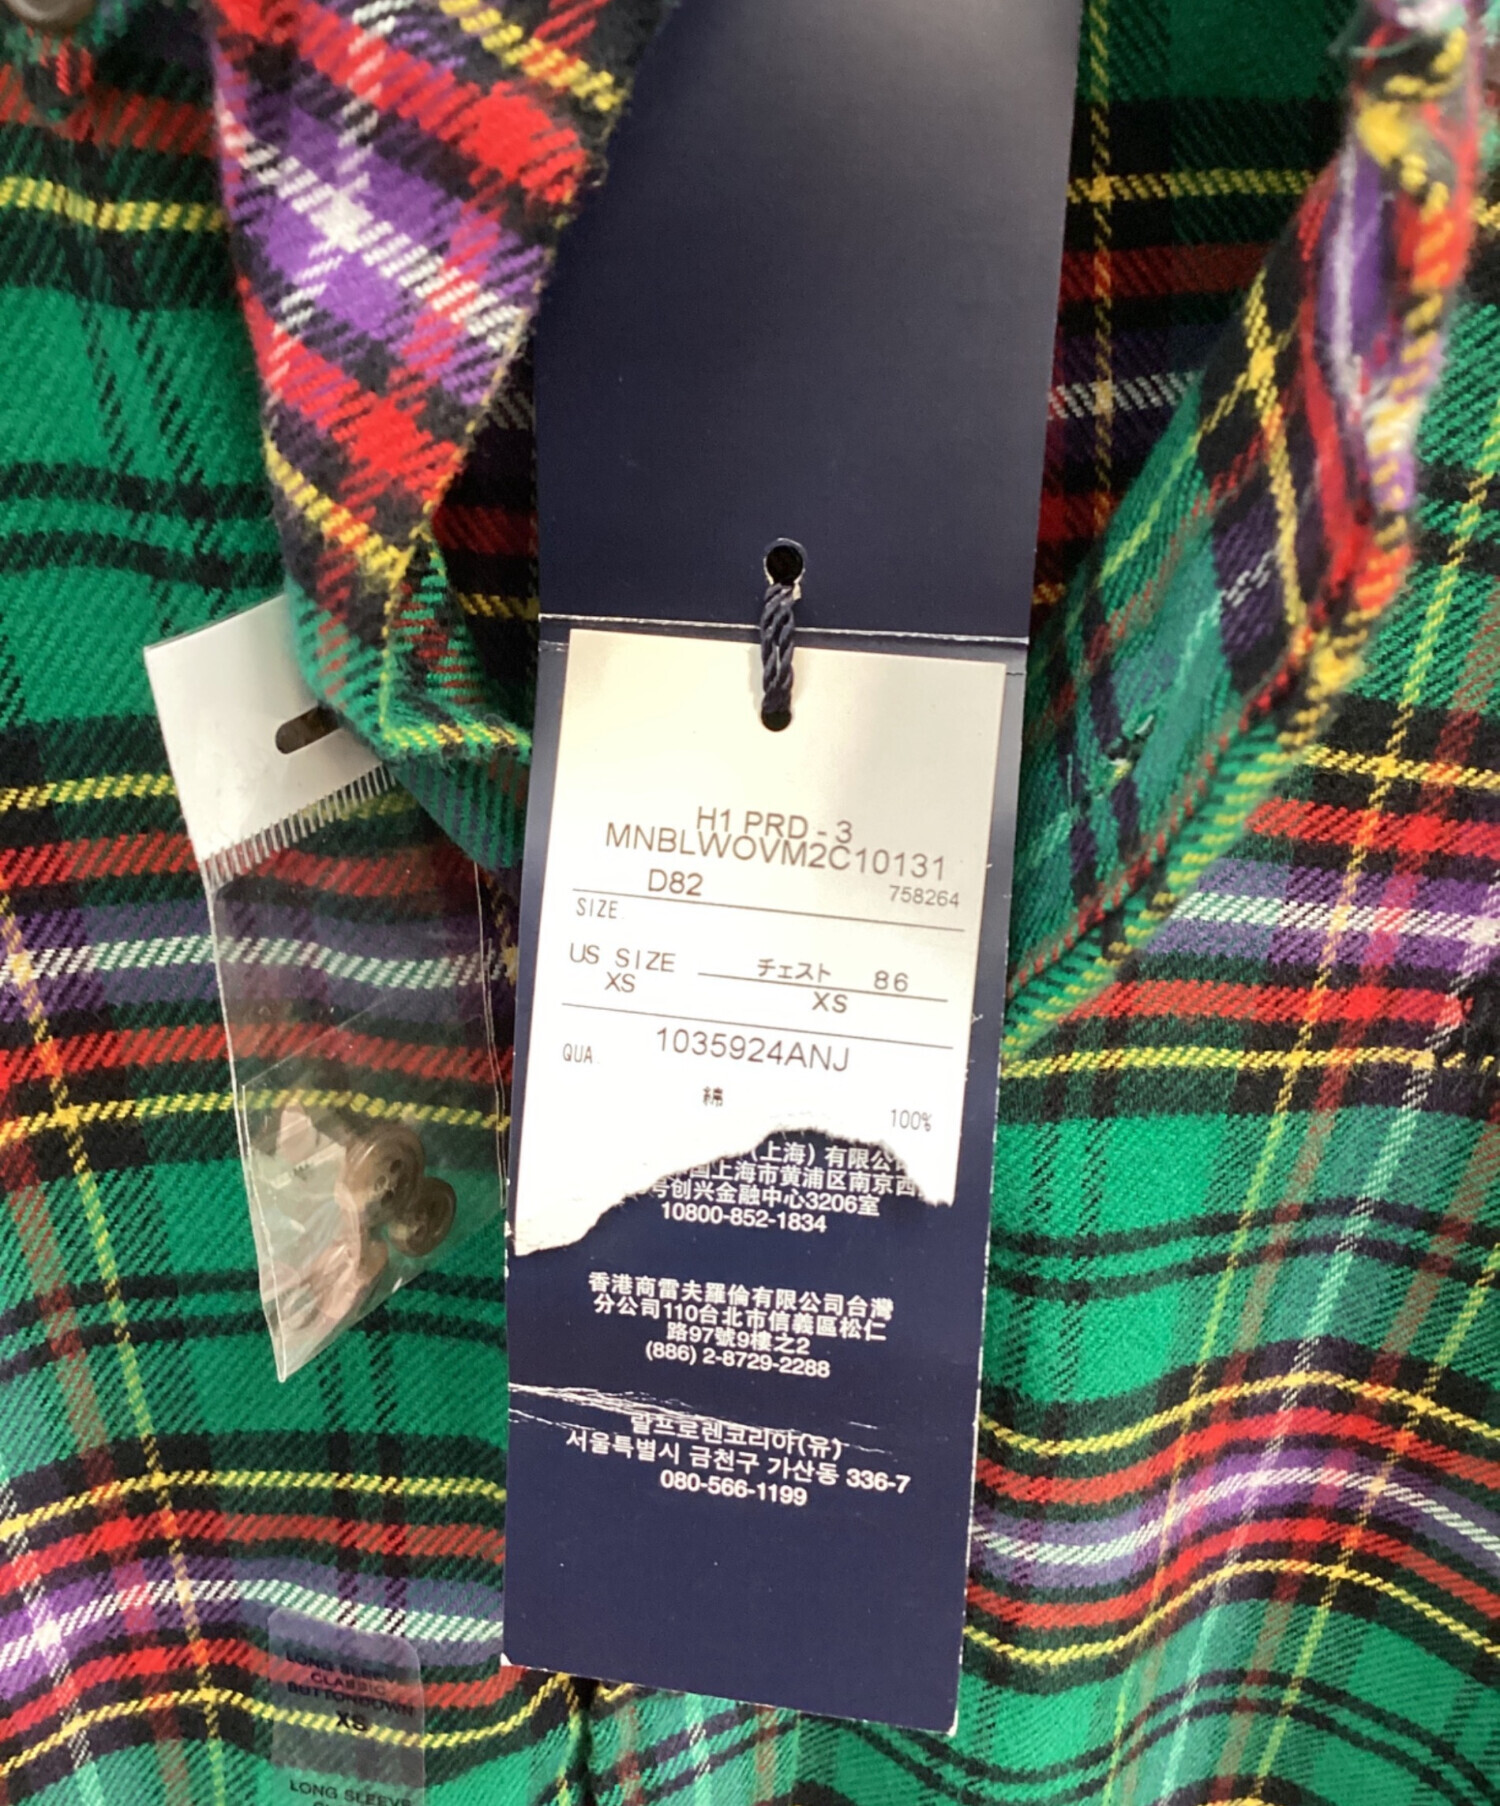 H1 PRD - 3
MNBLWOVM2C10131
D82 758264
SIZE
US SIZE チェスト 86
XS XS
QUA 1035924ANJ
綿 100%
(上海) 有限公
国上海市黄浦区南京西
号创兴金融中心3206室
10800-852-1834
香港商雷夫羅倫有限公司台灣
分公司110台北市信義區松仁
路97號9樓之2
(886) 2-8729-2288
랄프로렌코리아(유)
서울특별시 금천구 가산동 336-7
080-566-1199
LONG SLEEVE
CLASSIC
BUTTONDOWN
XS
LONG SLEEVE